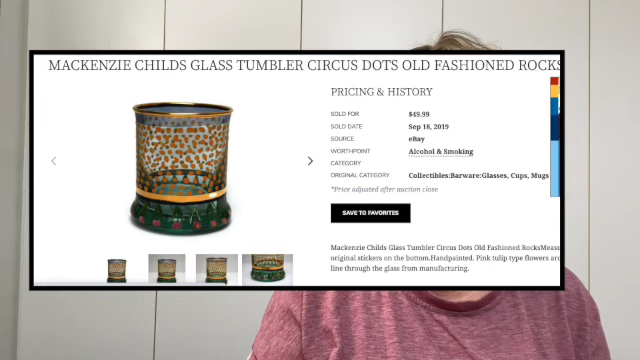 MACKENZIE CHILDS GLASS TUMBLER CIRCUS DOTS OLD FASHIONED ROCKS
PRICING & HISTORY
SOLD FOR $49.99
SOLD DATE Sep 18, 2019
SOURCE eBay
WORTHPOINT CATEGORY Alcohol & Smoking
ORIGINAL CATEGORY Collectibles:Barware:Glasses, Cups, Mugs
*Price adjusted after auction close
SAVE TO FAVORITES
Mackenzie Childs Glass Tumbler Circus Dots Old Fashioned RocksMeasu
original stickers on the bottom.Handpainted. Pink tulip type flowers aro
line through the glass from manufacturing.